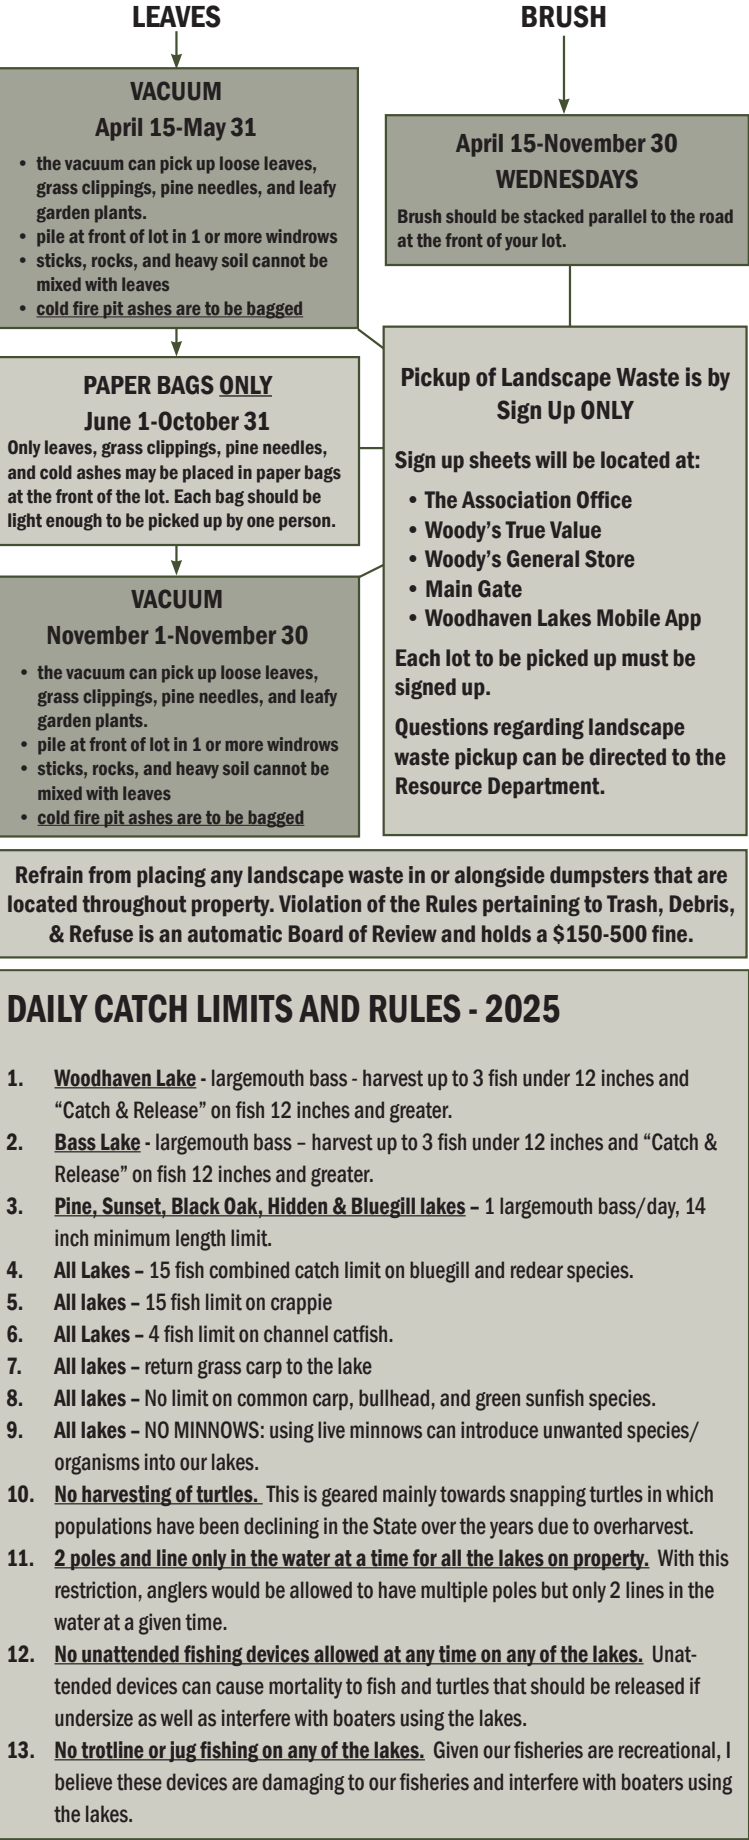 LEAVES
VACUUM
April 15-May 31
• the vacuum can pick up loose leaves,
grass clippings, pine needles, and leafy
garden plants.
• pile at front of lot in 1 or more windrows
• sticks, rocks, and heavy soil cannot be
mixed with leaves
• cold fire pit ashes are to be bagged
PAPER BAGS ONLY
June 1-October 31
Only leaves, grass clippings, pine needles,
and cold ashes may be placed in paper bags
at the front of the lot. Each bag should be
light enough to be picked up by one person.
VACUUM
November 1-November 30
• the vacuum can pick up loose leaves,
grass clippings, pine needles, and leafy
garden plants.
• pile at front of lot in 1 or more windrows
• sticks, rocks, and heavy soil cannot be
mixed with leaves
• cold fire pit ashes are to be bagged
BRUSH
April 15-November 30
WEDNESDAYS
Brush should be stacked parallel to the road
at the front of your lot.
Pickup of Landscape Waste is by
Sign Up ONLY
Sign up sheets will be located at:
• The Association Office
• Woody's True Value
• Woody's General Store
• Main Gate
• Woodhaven Lakes Mobile App
Each lot to be picked up must be
signed up.
Questions regarding landscape
waste pickup can be directed to the
Resource Department.
Refrain from placing any landscape waste in or alongside dumpsters that are
located throughout property. Violation of the Rules pertaining to Trash, Debris,
& Refuse is an automatic Board of Review and holds a $150-500 fine.
DAILY CATCH LIMITS AND RULES - 2025
1. Woodhaven Lake - largemouth bass - harvest up to 3 fish under 12 inches and
“Catch & Release” on fish 12 inches and greater.
2. Bass Lake - largemouth bass – harvest up to 3 fish under 12 inches and “Catch &
Release” on fish 12 inches and greater.
3. Pine, Sunset, Black Oak, Hidden & Bluegill lakes – 1 largemouth bass/day, 14
inch minimum length limit.
4. All Lakes – 15 fish combined catch limit on bluegill and redear species.
5. All lakes – 15 fish limit on crappie
6. All Lakes – 4 fish limit on channel catfish.
7. All lakes – return grass carp to the lake
8. All lakes – No limit on common carp, bullhead, and green sunfish species.
9. All lakes – NO MINNOWS: using live minnows can introduce unwanted species/
organisms into our lakes.
10. No harvesting of turtles. This is geared mainly towards snapping turtles in which
populations have been declining in the State over the years due to overharvest.
11. 2 poles and line only in the water at a time for all the lakes on property. With this
restriction, anglers would be allowed to have multiple poles but only 2 lines in the
water at a given time.
12. No unattended fishing devices allowed at any time on any of the lakes. Unat-
tended devices can cause mortality to fish and turtles that should be released if
undersize as well as interfere with boaters using the lakes.
13. No trotline or jug fishing on any of the lakes. Given our fisheries are recreational, I
believe these devices are damaging to our fisheries and interfere with boaters using
the lakes.